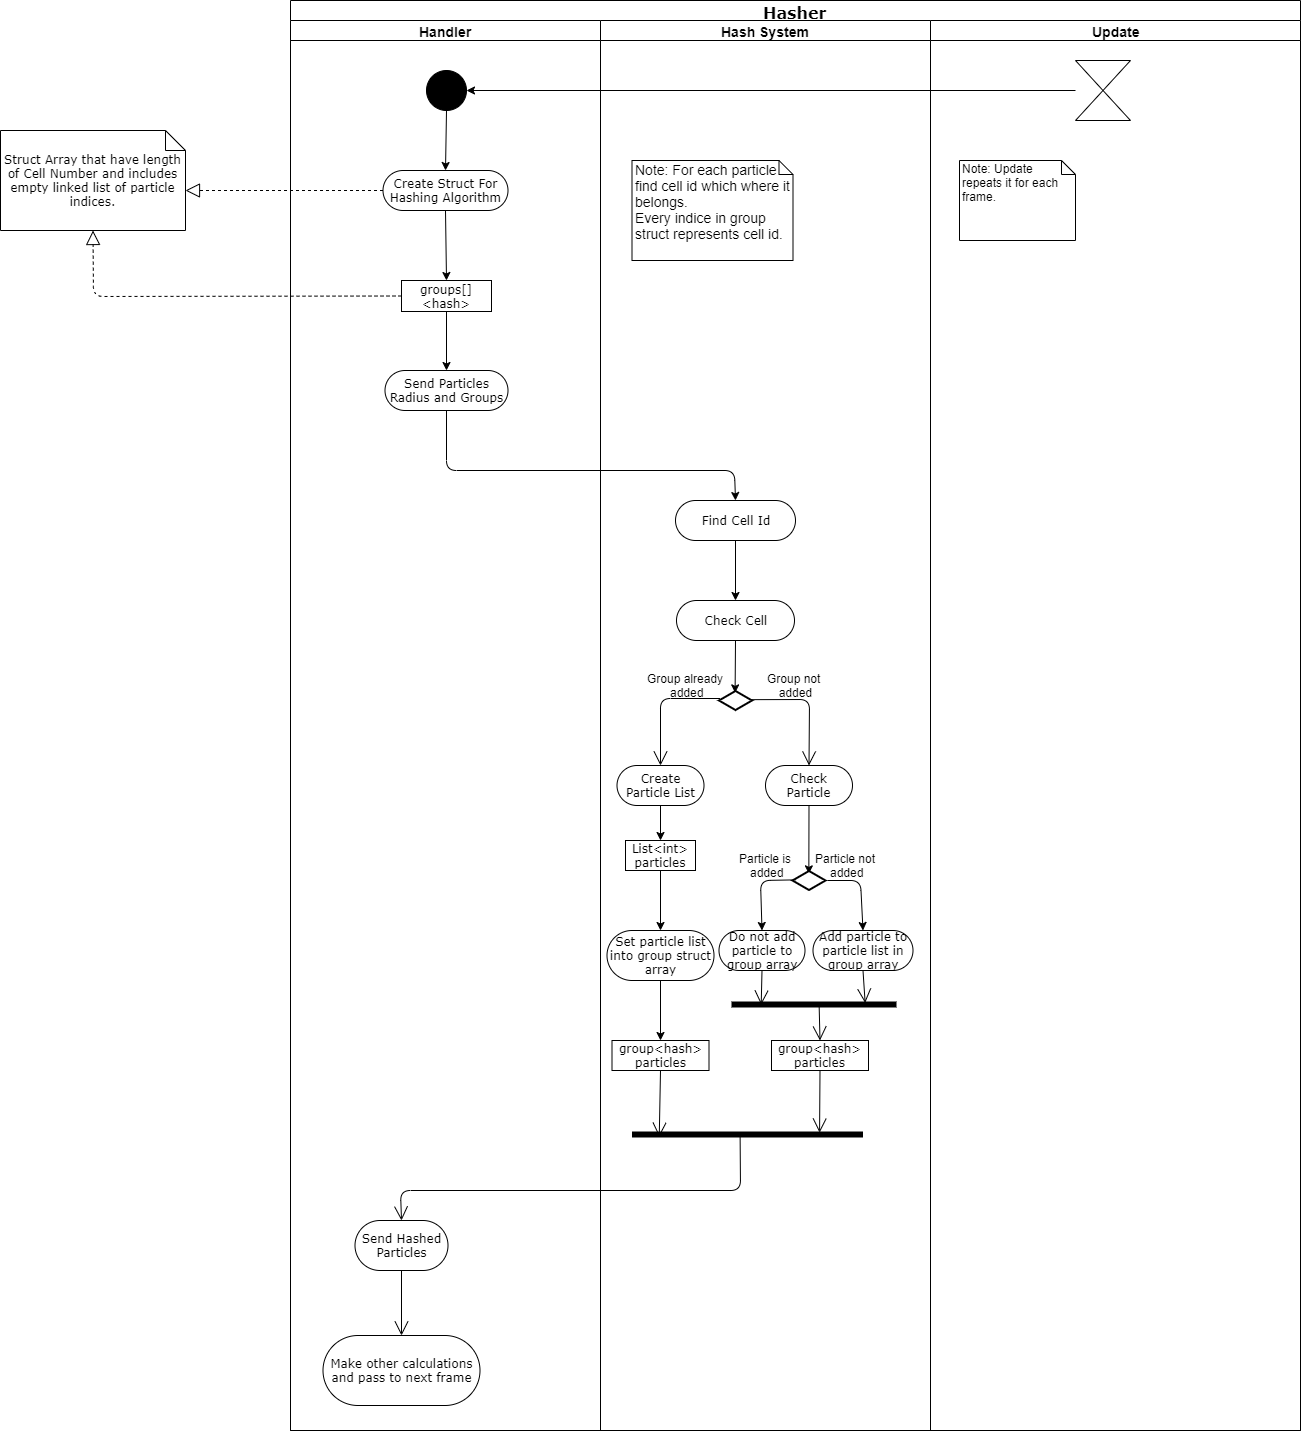 Hasher
Handler
Hash System
Update
Struct Array that have length
of Cell Number and includes
empty linked list of particle
indices.
Create Struct For
Hashing Algorithm
Note: For each particle
find cell id which where it
belongs.
Every indice in group
struct represents cell id.
Note: Update
repeats it for each
frame.
groups[]
<hash>
Send Particles
Radius and Groups
Find Cell Id
Check Cell
Group already
added
Group not
added
Create
Particle List
Check
Particle
List<int>
particles
Particle is
added
Particle not
added
Set particle list
into group struct
array
Do not add
particle to
group array
Add particle to
particle list in
group array
group<hash>
particles
group<hash>
particles
Send Hashed
Particles
Make other calculations
and pass to next frame